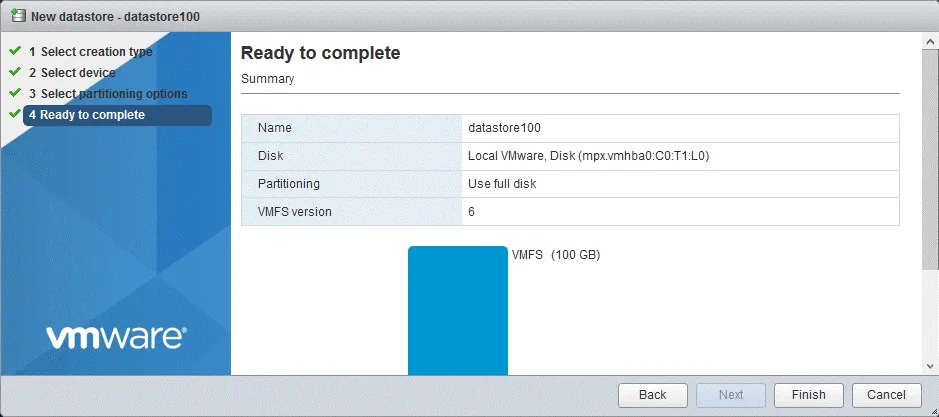 New datastore - datastore100
1 Select creation type
2 Select device
3 Select partitioning options
4 Ready to complete
vmware®
Ready to complete
Summary
Name datastore100
Disk Local VMware, Disk (mpx.vmhba0:C0:T1:L0)
Partitioning Use full disk
VMFS version 6
VMFS (100 GB)
Back Next Finish Cancel